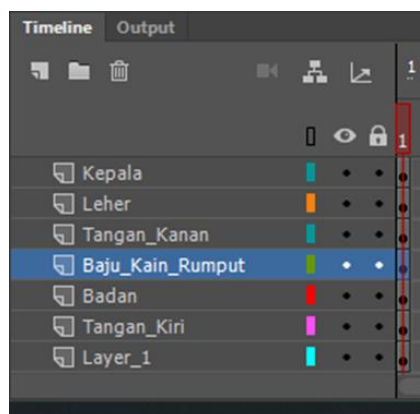 Timeline Output
1
1
Kepala
Leher
Tangan_Kanan
Baju_Kain_Rumput
Badan
Tangan_Kiri
Layer_1